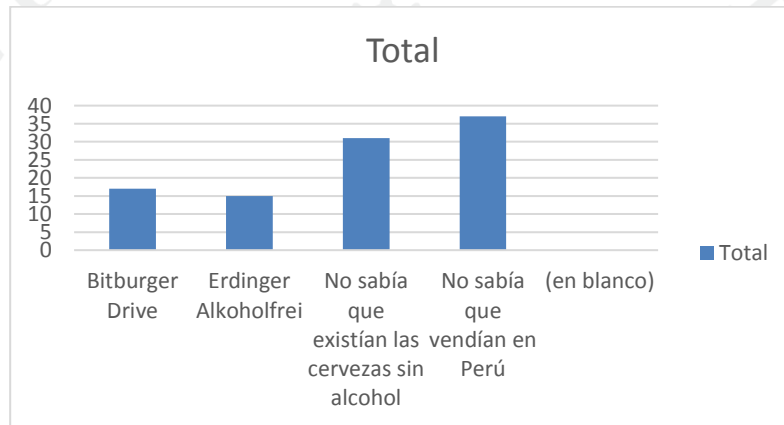 Total
40
35
30
25
20
15
10
5
0
Bitburger
Drive
Erdinger
Alkoholfrei
No sabía
que
existían las
cervezas sin
alcohol
No sabía
que
vendían en
Perú
(en blanco)
Total